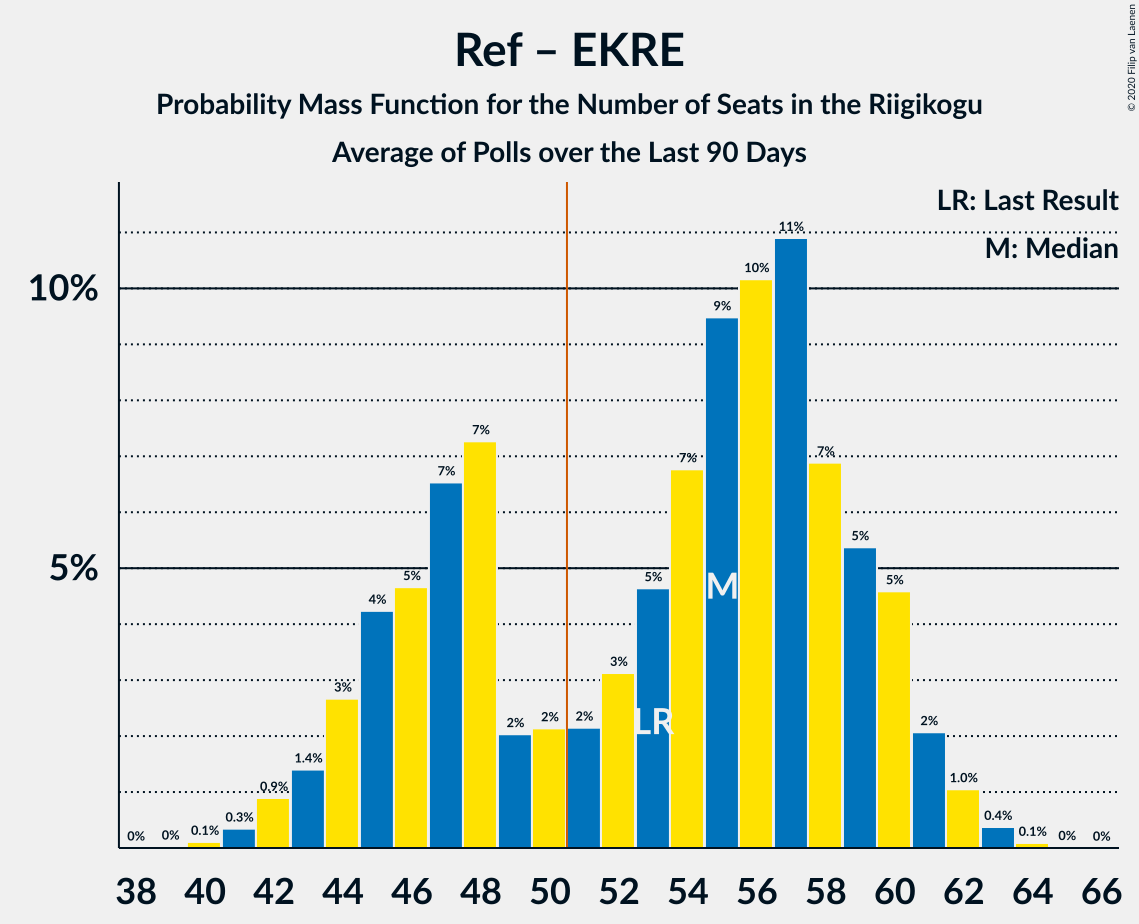 Ref – EKRE
Probability Mass Function for the Number of Seats in the Riigikogu
Average of Polls over the Last 90 Days
© 2020 Filip van Laenen
LR: Last Result
M: Median
10%
5%
0% 0% 0.1% 0.3% 0.9% 1.4% 3% 4% 5% 7% 7% 2% 2% 2% 3% 5% 7% 9% 10% 11% 7% 5% 5% 2% 1.0% 0.4% 0.1% 0% 0%
M
LR
38 40 42 44 46 48 50 52 54 56 58 60 62 64 66